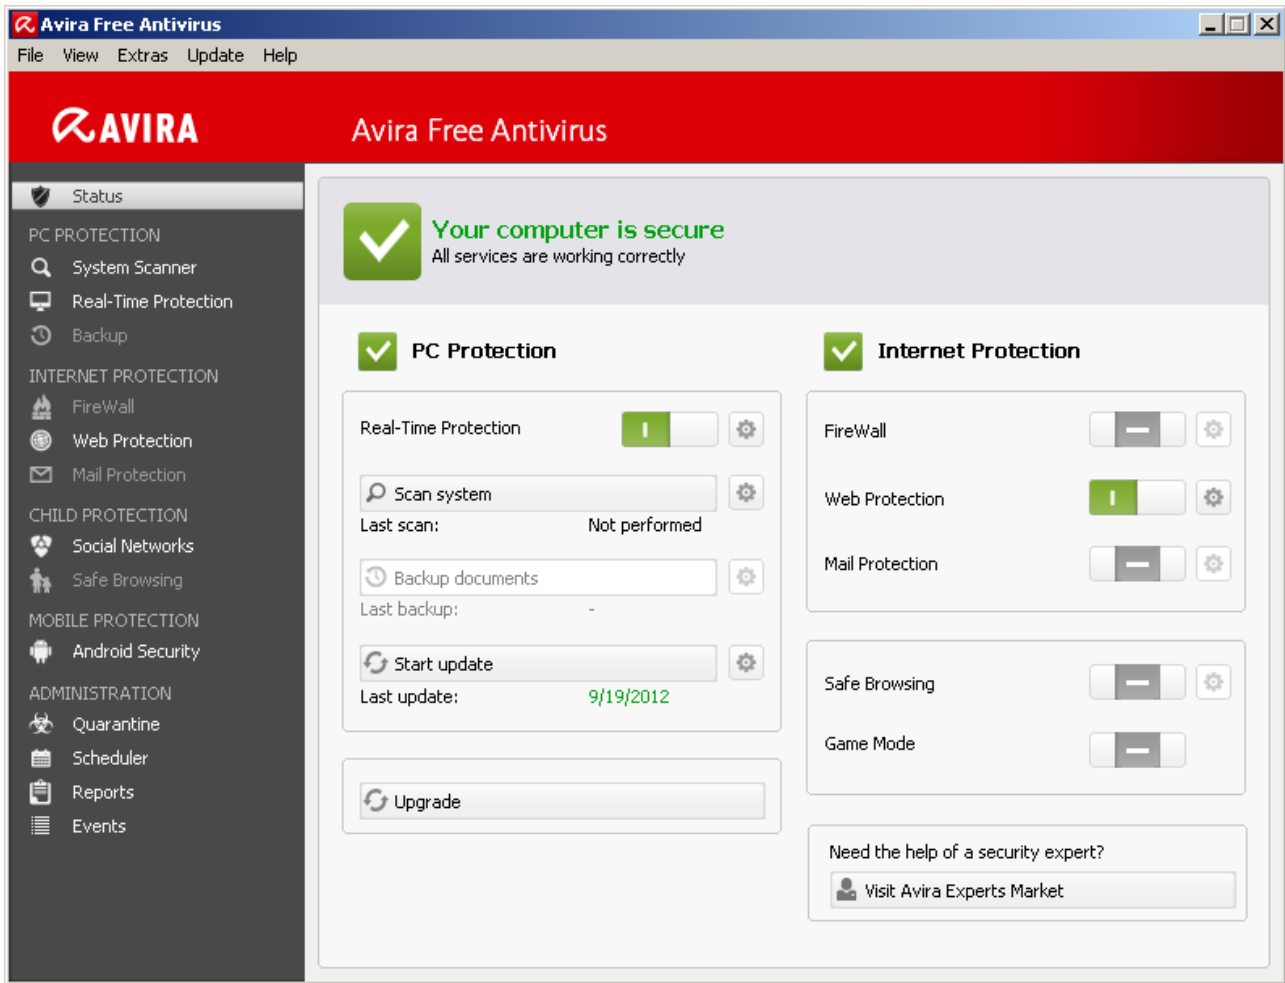 Avira Free Antivirus
File View Extras Update Help
AVIRA
Avira Free Antivirus
Status
PC PROTECTION
System Scanner
Real-Time Protection
Backup
INTERNET PROTECTION
FireWall
Web Protection
Mail Protection
CHILD PROTECTION
Social Networks
Safe Browsing
MOBILE PROTECTION
Android Security
ADMINISTRATION
Quarantine
Scheduler
Reports
Events
Your computer is secure
All services are working correctly
PC Protection
Real-Time Protection
Scan system
Last scan: Not performed
Backup documents
Last backup: -
Start update
Last update: 9/19/2012
Upgrade
Internet Protection
FireWall
Web Protection
Mail Protection
Safe Browsing
Game Mode
Need the help of a security expert?
Visit Avira Experts Market